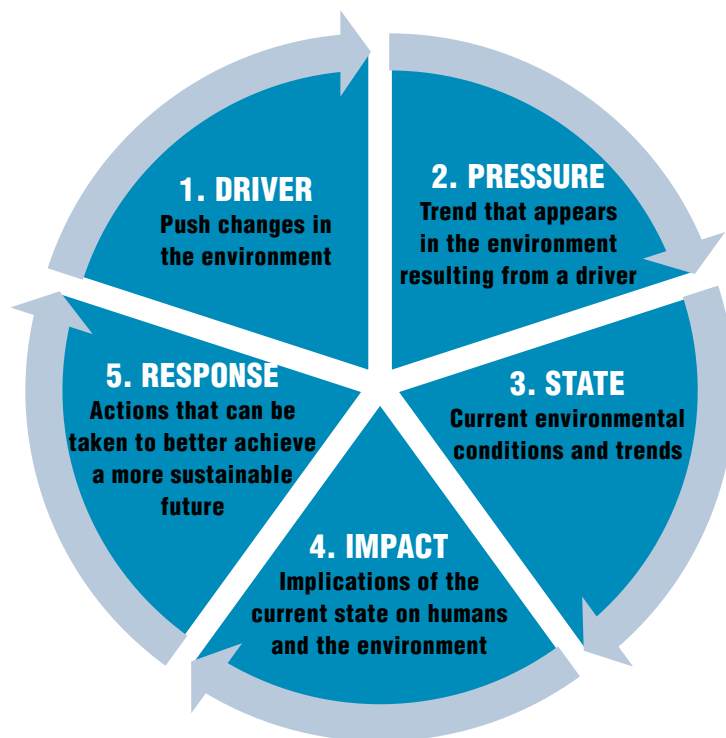 1. DRIVER
Push changes in
the environment
2. PRESSURE
Trend that appears
in the environment
resulting from a driver
3. STATE
Current environmental
conditions and trends
4. IMPACT
Implications of the
current state on humans
and the environment
5. RESPONSE
Actions that can be
taken to better achieve
a more sustainable
future